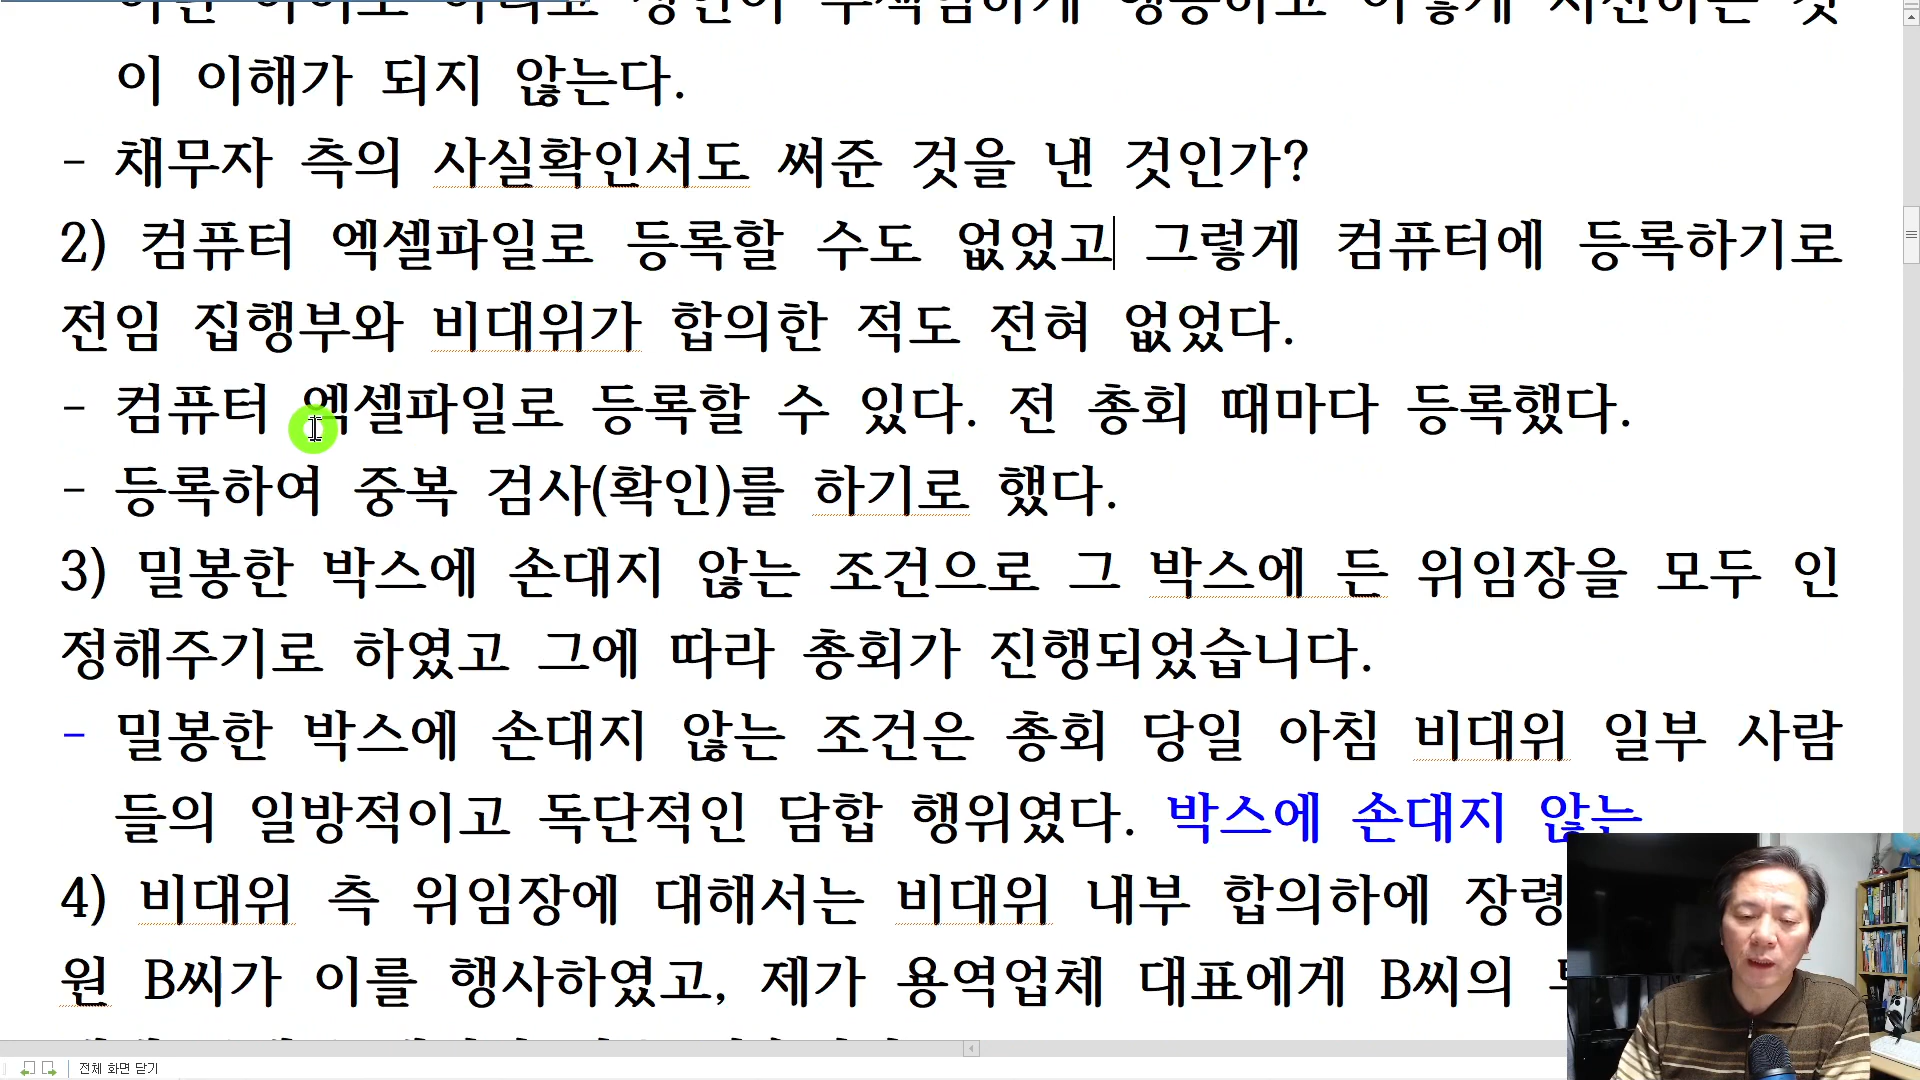 이 이해가 되지 않는다.
- 채무자 측의 사실확인서도 써준 것을 낸 것인가?
2) 컴퓨터 엑셀파일로 등록할 수도 없었고 그렇게 컴퓨터에 등록하기로
전임 집행부와 비대위가 합의한 적도 전혀 없었다.
- 컴퓨터 엑셀파일로 등록할 수 있다. 전 총회 때마다 등록했다.
- 등록하여 중복 검사(확인)를 하기로 했다.
3) 밀봉한 박스에 손대지 않는 조건으로 그 박스에 든 위임장을 모두 인
정해주기로 하였고 그에 따라 총회가 진행되었습니다.
- 밀봉한 박스에 손대지 않는 조건은 총회 당일 아침 비대위 일부 사람
들의 일방적이고 독단적인 담합 행위였다. 박스에 손대지 않는
4) 비대위 측 위임장에 대해서는 비대위 내부 합의하에 장령
원 B씨가 이를 행사하였고, 제가 용역업체 대표에게 B씨의
전체 화면 닫기